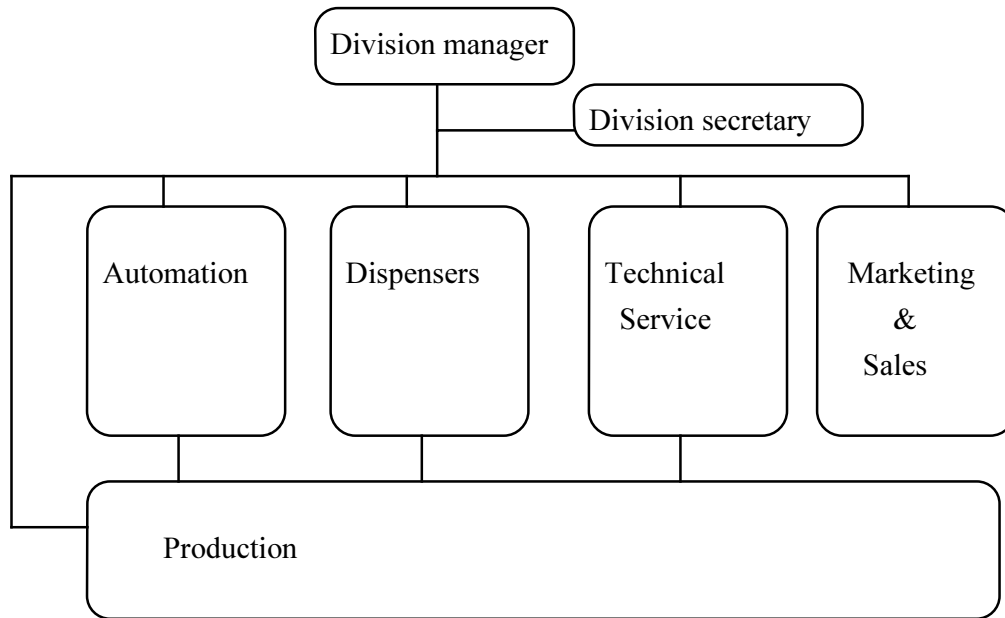 Division manager
Division secretary
Automation
Dispensers
Technical
Service
Marketing
&
Sales
Production